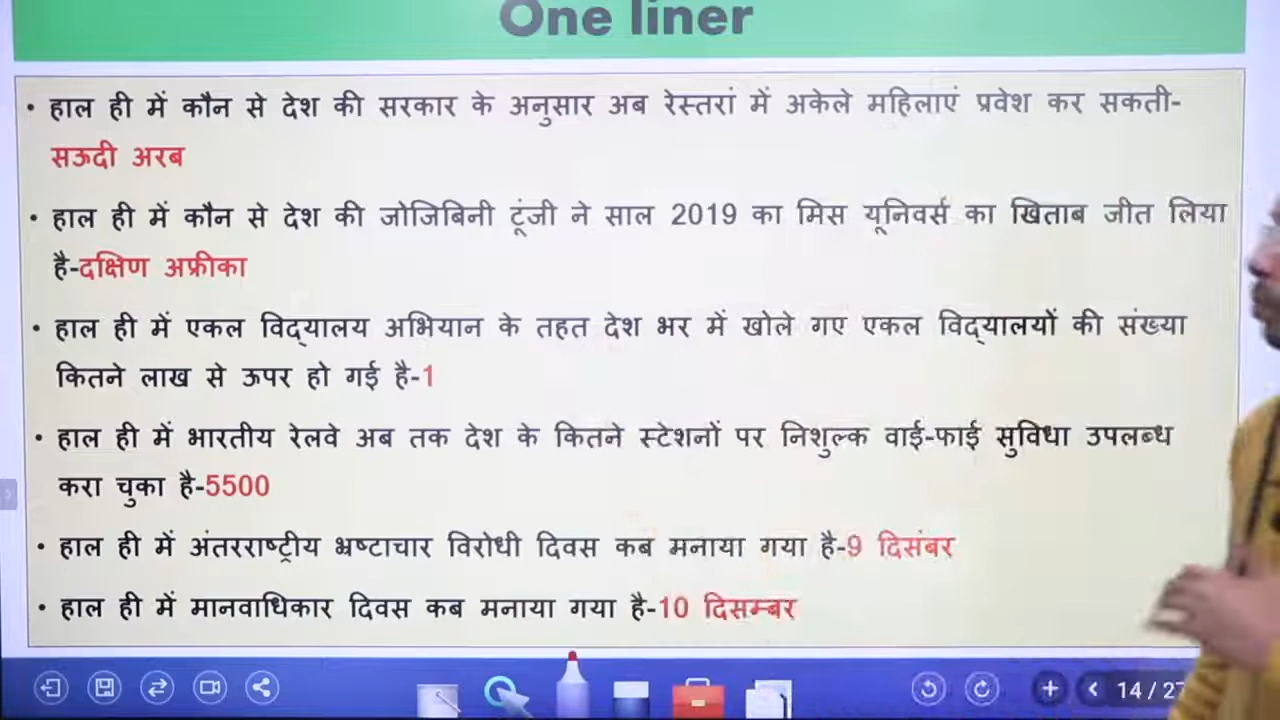 One liner
• हाल ही में कौन से देश की सरकार के अनुसार अब रेस्तरां में अकेले महिलाएं प्रवेश कर सकती-
सऊदी अरब
• हाल ही में कौन से देश की जोजिबिनी टूंजी ने साल 2019 का मिस यूनिवर्स का खिताब जीत लिया
है-दक्षिण अफ्रीका
• हाल ही में एकल विद्यालय अभियान के तहत देश भर में खोले गए एकल विद्यालयों की संख्या
कितने लाख से ऊपर हो गई है-1
• हाल ही में भारतीय रेलवे अब तक देश के कितने स्टेशनों पर निशुल्क वाई-फाई सुविधा उपलब्ध
करा चुका है-5500
• हाल ही में अंतरराष्ट्रीय भ्रष्टाचार विरोधी दिवस कब मनाया गया है-9 दिसंबर
• हाल ही में मानवाधिकार दिवस कब मनाया गया है-10 दिसम्बर
14 / 27